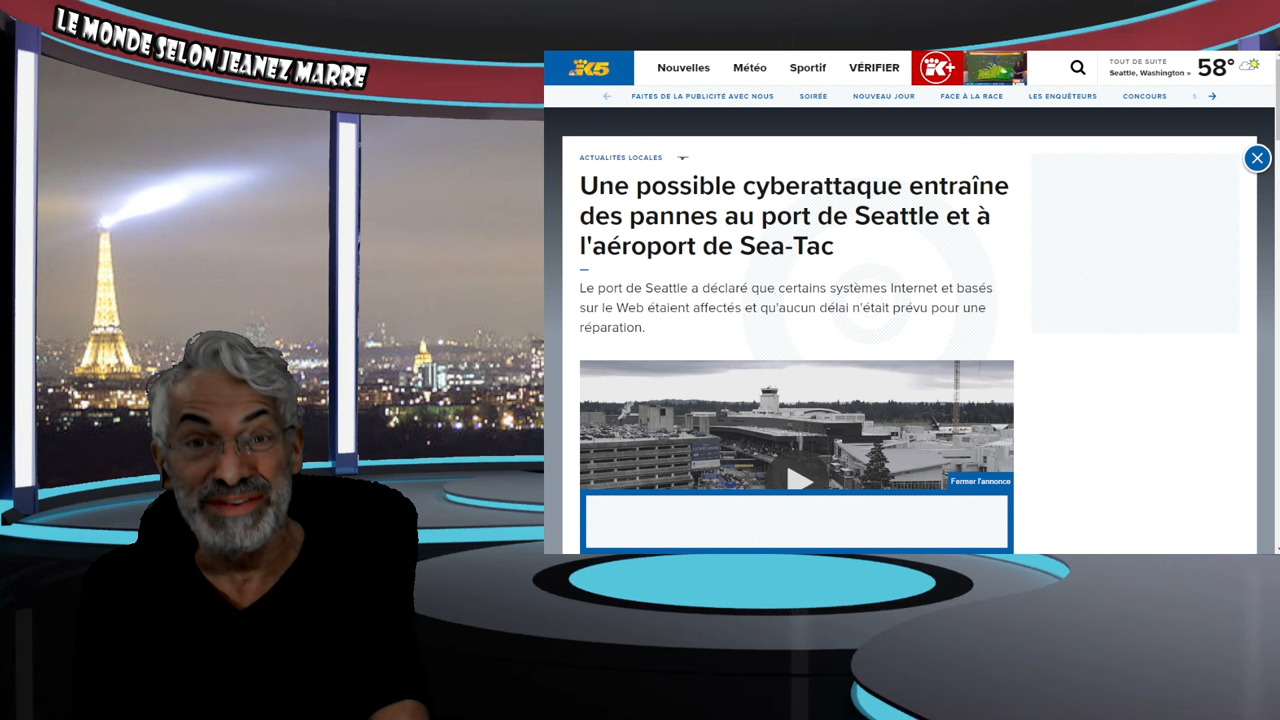 LE MONDE SELON JEANEZ MARRE
K5
Nouvelles
Météo
Sportif
VÉRIFIER
K+
TOUT DE SUITE
Seattle, Washington »
58°
FAITES DE LA PUBLICITÉ AVEC NOUS
SOIRÉE
NOUVEAU JOUR
FACE À LA RACE
LES ENQUÊTEURS
CONCOURS
ACTUALITÉS LOCALES
Une possible cyberattaque entraîne
des pannes au port de Seattle et à
l'aéroport de Sea-Tac
Le port de Seattle a déclaré que certains systèmes Internet et basés
sur le Web étaient affectés et qu'aucun délai n'était prévu pour une
réparation.
Fermer l'annonce